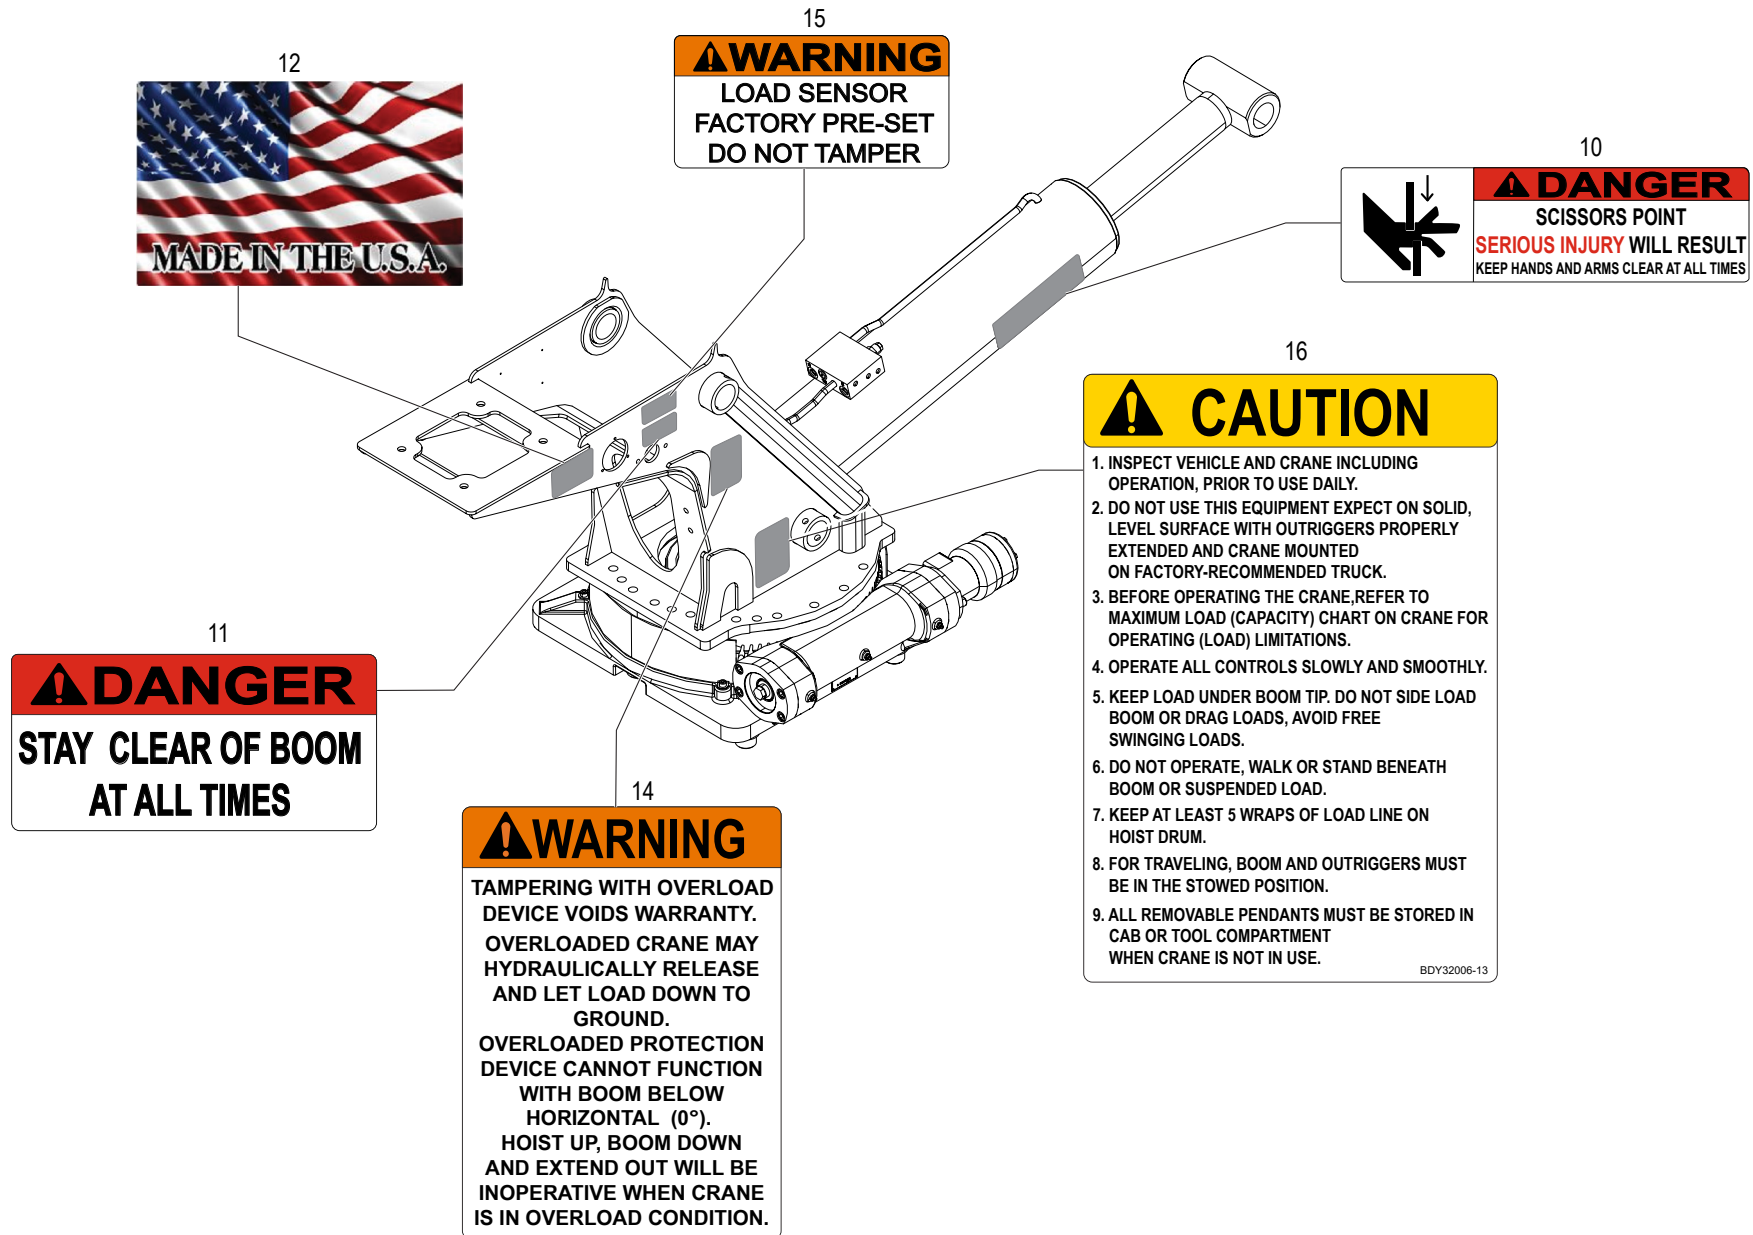 15
WARNING
LOAD SENSOR
FACTORY PRE-SET
DO NOT TAMPER
12
MADE IN THE U.S.A.
10
DANGER
SCISSORS POINT
SERIOUS INJURY WILL RESULT
KEEP HANDS AND ARMS CLEAR AT ALL TIMES
16
CAUTION
1. INSPECT VEHICLE AND CRANE INCLUDING
OPERATION, PRIOR TO USE DAILY.
2. DO NOT USE THIS EQUIPMENT EXPECT ON SOLID,
LEVEL SURFACE WITH OUTRIGGERS PROPERLY
EXTENDED AND CRANE MOUNTED
ON FACTORY-RECOMMENDED TRUCK.
3. BEFORE OPERATING THE CRANE,REFER TO
MAXIMUM LOAD (CAPACITY) CHART ON CRANE FOR
OPERATING (LOAD) LIMITATIONS.
4. OPERATE ALL CONTROLS SLOWLY AND SMOOTHLY.
5. KEEP LOAD UNDER BOOM TIP. DO NOT SIDE LOAD
BOOM OR DRAG LOADS, AVOID FREE
SWINGING LOADS.
6. DO NOT OPERATE, WALK OR STAND BENEATH
BOOM OR SUSPENDED LOAD.
7. KEEP AT LEAST 5 WRAPS OF LOAD LINE ON
HOIST DRUM.
8. FOR TRAVELING, BOOM AND OUTRIGGERS MUST
BE IN THE STOWED POSITION.
9. ALL REMOVABLE PENDANTS MUST BE STORED IN
CAB OR TOOL COMPARTMENT
WHEN CRANE IS NOT IN USE.
BDY32006-13
11
DANGER
STAY CLEAR OF BOOM
AT ALL TIMES
14
WARNING
TAMPERING WITH OVERLOAD
DEVICE VOIDS WARRANTY.
OVERLOADED CRANE MAY
HYDRAULICALLY RELEASE
AND LET LOAD DOWN TO
GROUND.
OVERLOADED PROTECTION
DEVICE CANNOT FUNCTION
WITH BOOM BELOW
HORIZONTAL (0°).
HOIST UP, BOOM DOWN
AND EXTEND OUT WILL BE
INOPERATIVE WHEN CRANE
IS IN OVERLOAD CONDITION.